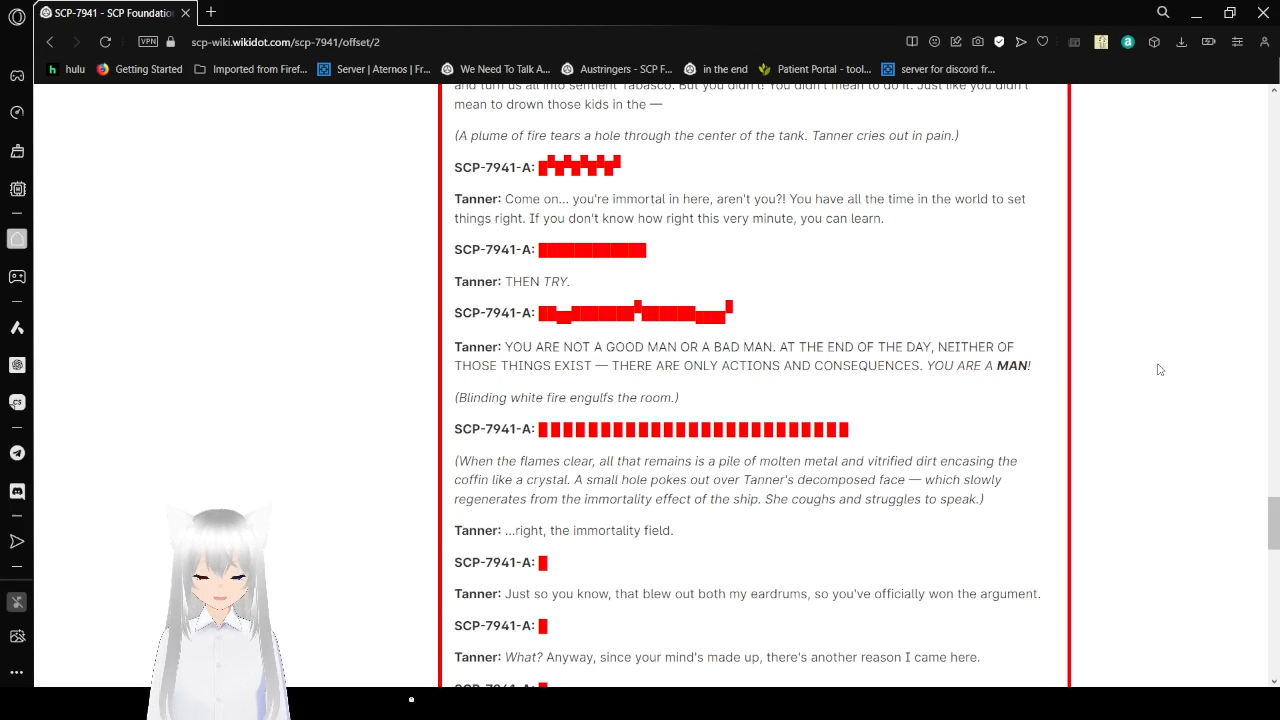 SCP-7941 - SCP Foundatio
VPN
scp-wiki.wikidot.com/scp-7941/offset/2
hulu
Getting Started
Imported from Firef...
Server | Aternos | Fr...
We Need To Talk A...
Austringers - SCP F...
in the end
Patient Portal - tool...
server for discord fr...
and turn us all into sentient Tabasco. But you didn't! You didn't mean to do it. Just like you didn't
mean to drown those kids in the —
(A plume of fire tears a hole through the center of the tank. Tanner cries out in pain.)
SCP-7941-A:
Tanner: Come on... you're immortal in here, aren't you?! You have all the time in the world to set
things right. If you don't know how right this very minute, you can learn.
SCP-7941-A:
Tanner: THEN TRY.
SCP-7941-A:
Tanner: YOU ARE NOT A GOOD MAN OR A BAD MAN. AT THE END OF THE DAY, NEITHER OF
THOSE THINGS EXIST — THERE ARE ONLY ACTIONS AND CONSEQUENCES. YOU ARE A MAN!
(Blinding white fire engulfs the room.)
SCP-7941-A:
(When the flames clear, all that remains is a pile of molten metal and vitrified dirt encasing the
coffin like a crystal. A small hole pokes out over Tanner's decomposed face — which slowly
regenerates from the immortality effect of the ship. She coughs and struggles to speak.)
Tanner: ...right, the immortality field.
SCP-7941-A:
Tanner: Just so you know, that blew out both my eardrums, so you've officially won the argument.
SCP-7941-A:
Tanner: What? Anyway, since your mind's made up, there's another reason I came here.
SCP-7941-A: